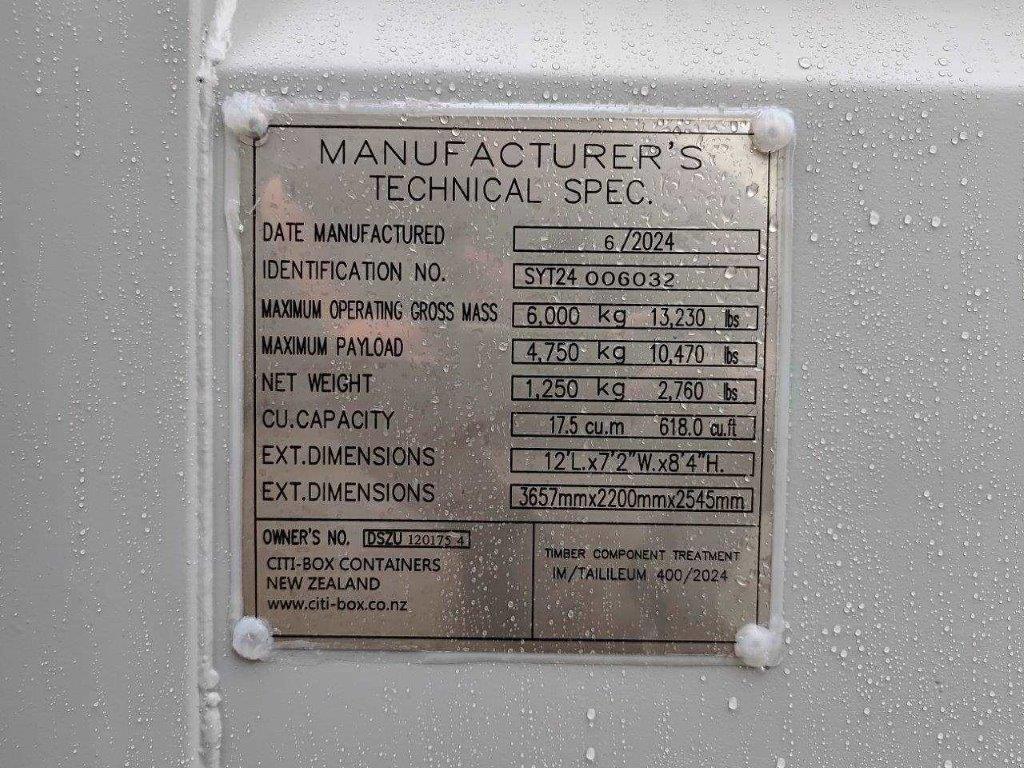 MANUFACTURER'S
TECHNICAL SPEC.
DATE MANUFACTURED 6/2024
IDENTIFICATION NO. SYT24 006032
MAXIMUM OPERATING GROSS MASS 6,000 kg 13,230 lbs
MAXIMUM PAYLOAD 4,750 kg 10,470 lbs
NET WEIGHT 1,250 kg 2,760 lbs
CU.CAPACITY 17.5 cu.m 618.0 cu.ft
EXT.DIMENSIONS 12'L.x7'2"W.x8'4"H.
EXT.DIMENSIONS 3657mmx2200mmx2545mm
OWNER'S NO. DSZU 120175 4
CITI-BOX CONTAINERS
NEW ZEALAND
www.citi-box.co.nz
TIMBER COMPONENT TREATMENT
IM/TAILILEUM 400/2024